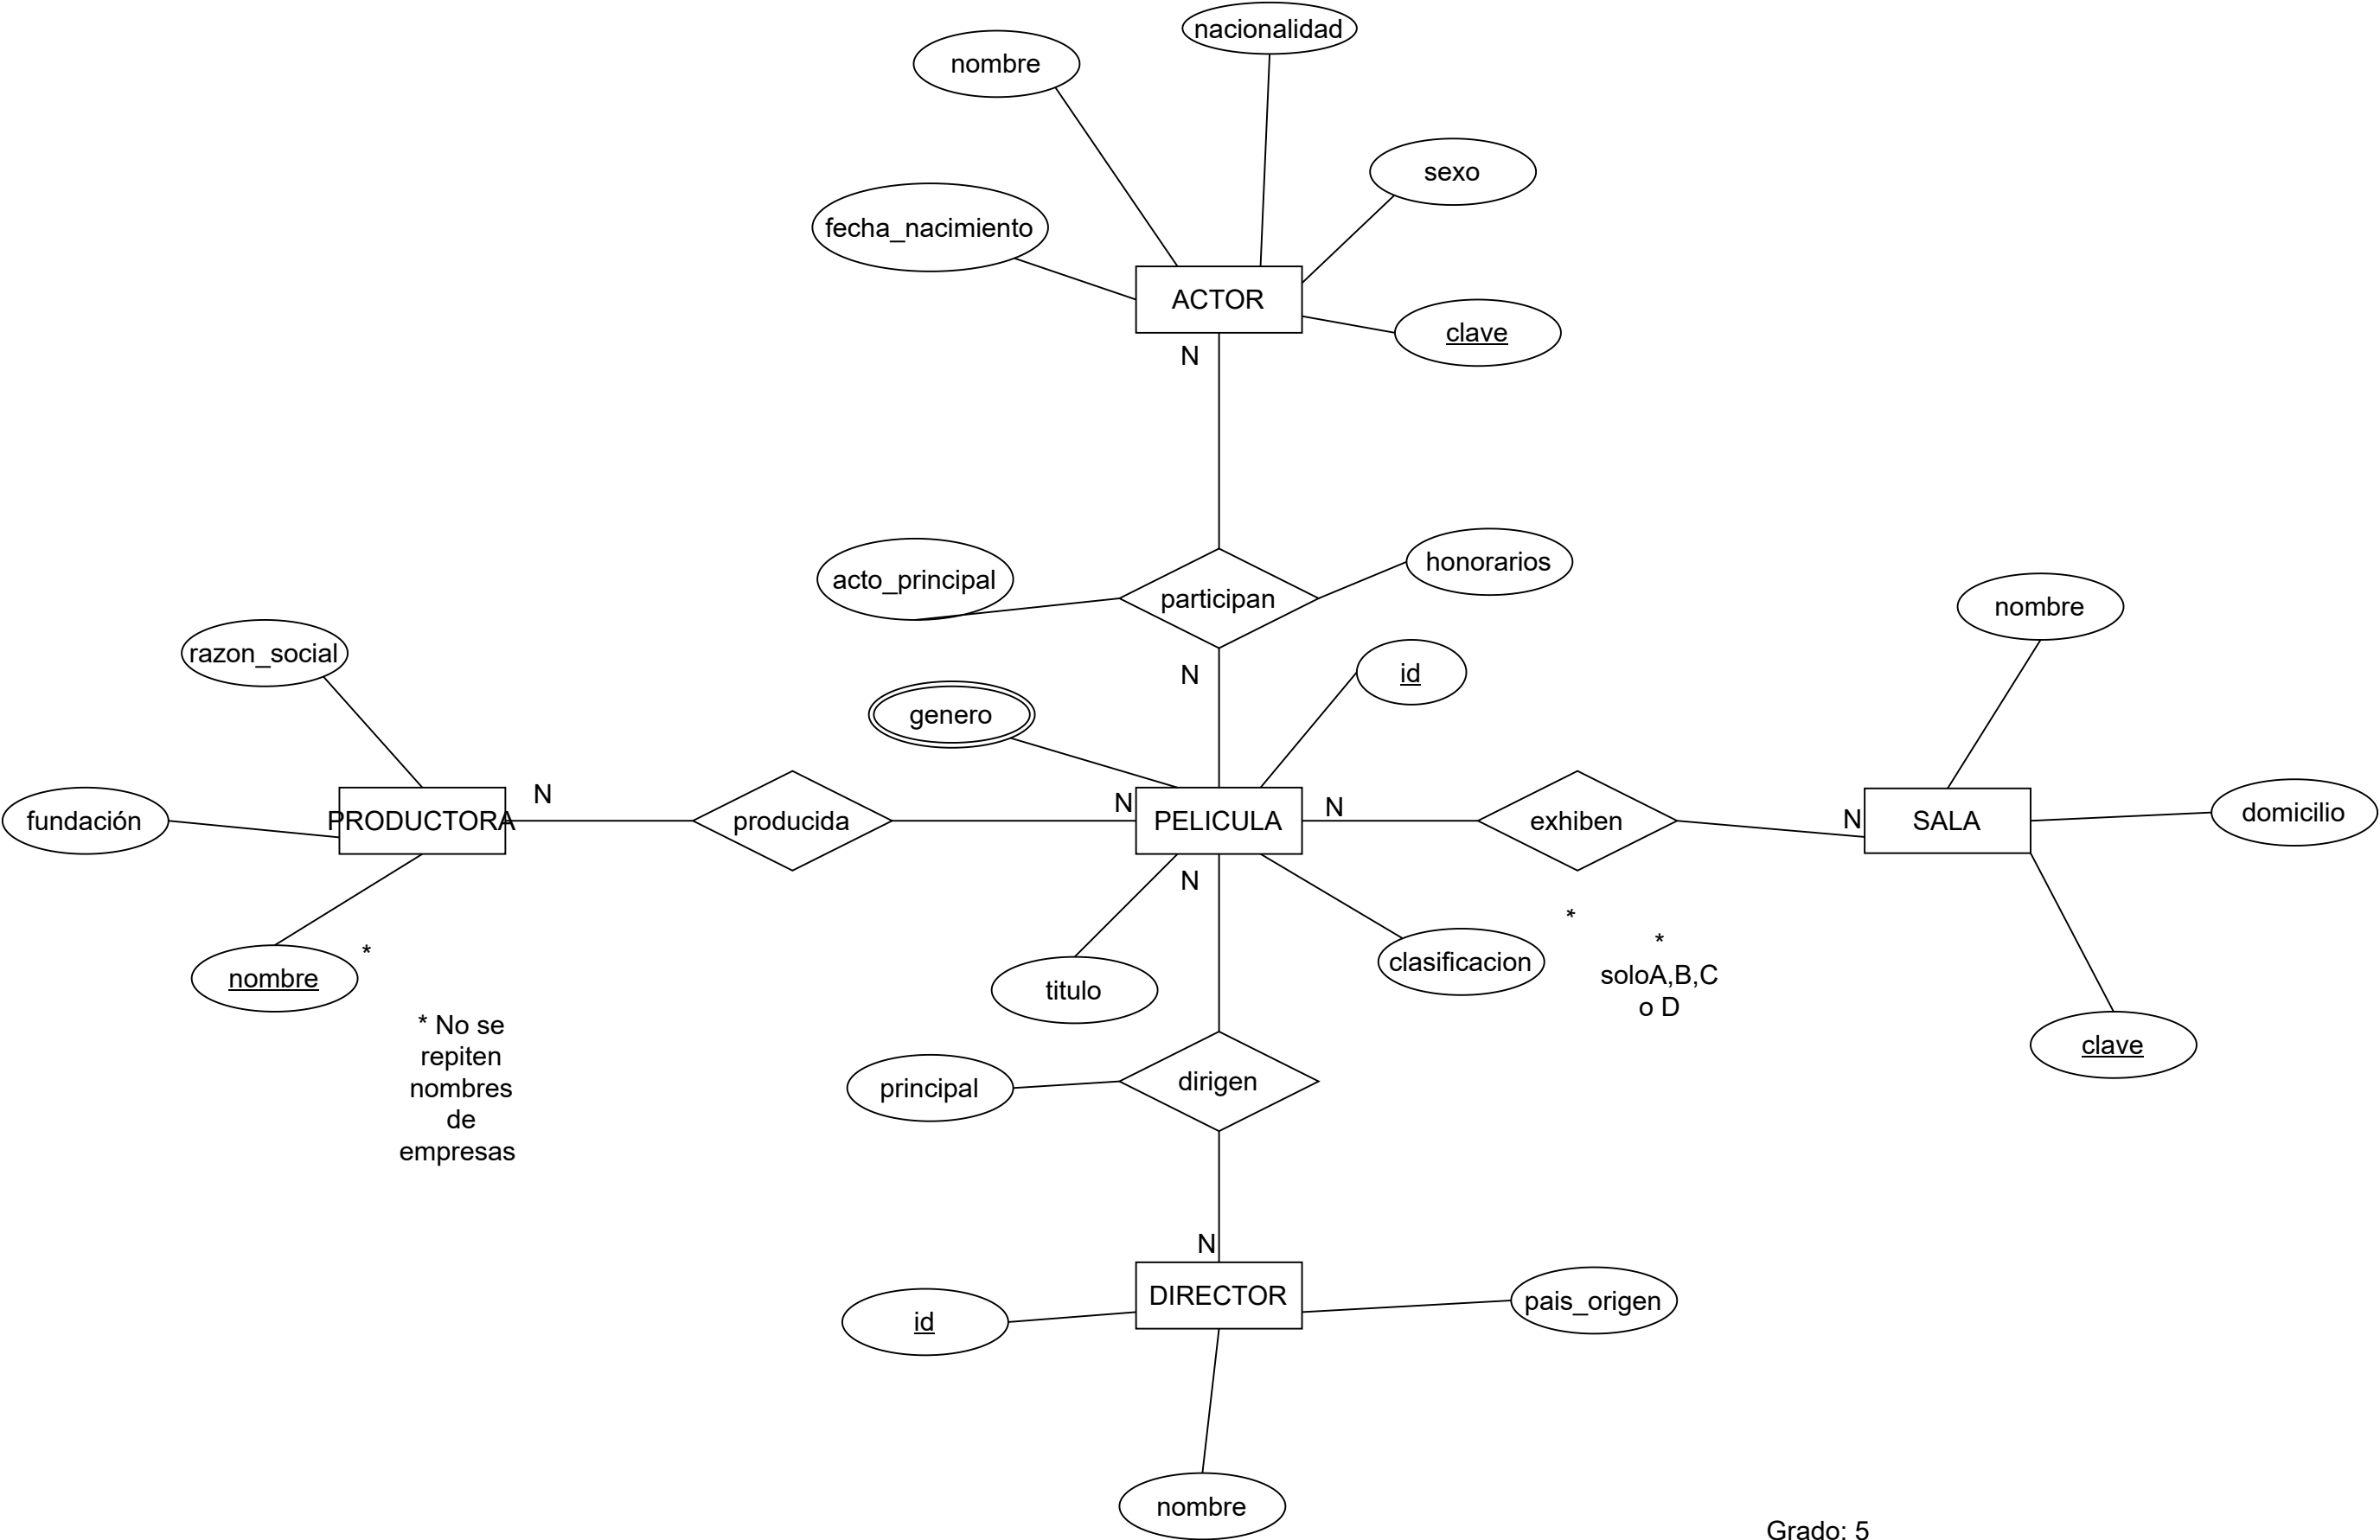 nacionalidad
nombre
sexo
fecha_nacimiento
ACTOR
clave
N
honorarios
acto_principal
participan
nombre
razon_social
N
id
genero
N
N
N
N
fundación
PRODUCTORA
producida
PELICULA
exhiben
SALA
domicilio
N
*
*
nombre
*
titulo
clasificacion
soloA,B,C
o D
* No se
repiten
nombres
de
empresas
clave
principal
dirigen
N
DIRECTOR
id
pais_origen
nombre
Grado: 5